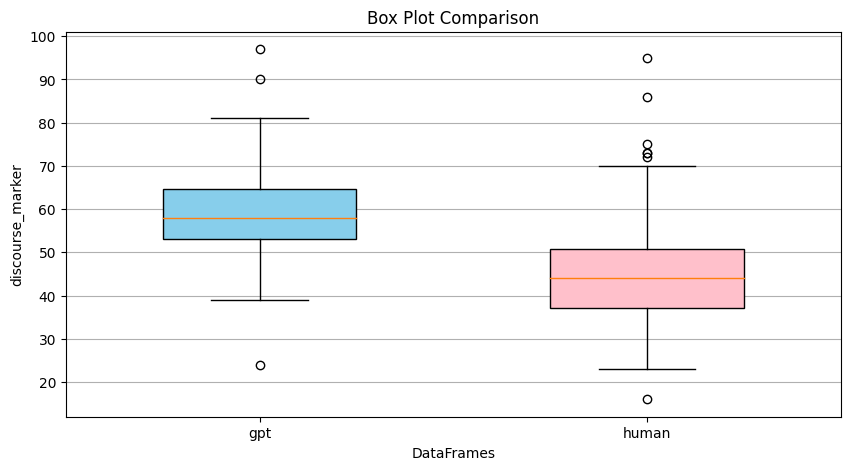 Box Plot Comparison
100
90
80
70
60
50
40
30
20
discourse_marker
gpt
human
DataFrames